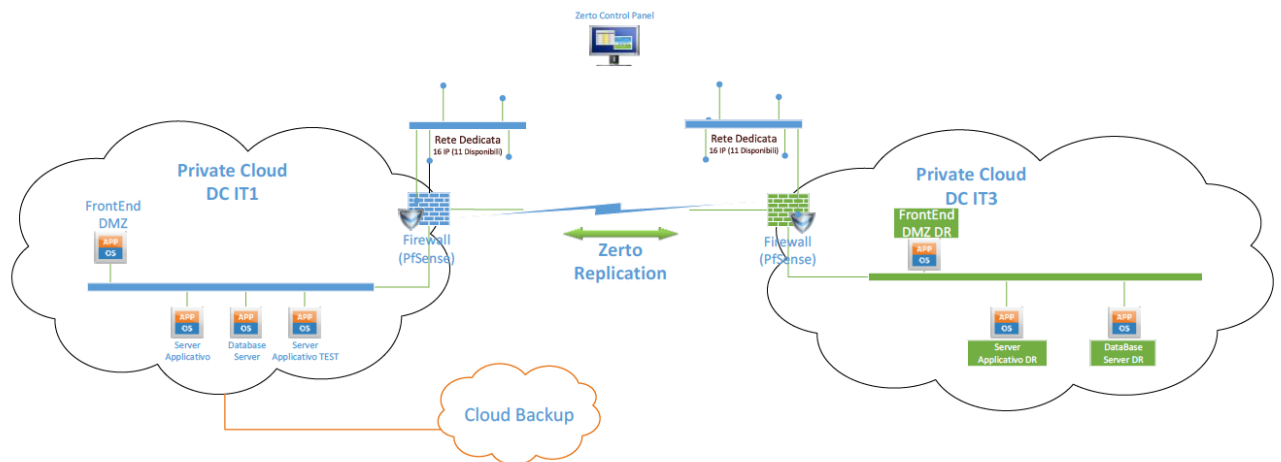 Zerto Control Panel
Rete Dedicata
16 IP (11 Disponibili)
Rete Dedicata
16 IP (11 Disponibili)
Private Cloud
DC IT1
FrontEnd
DMZ
APP
OS
Firewall
(PfSense)
APP
OS
Server
Applicativo
APP
OS
Database
Server
APP
OS
Server
Applicativo TEST
Zerto
Replication
Private Cloud
DC IT3
FrontEnd
DMZ DR
APP
OS
Firewall
(PfSense)
APP
OS
Server
Applicativo DR
APP
OS
DataBase
Server DR
Cloud Backup